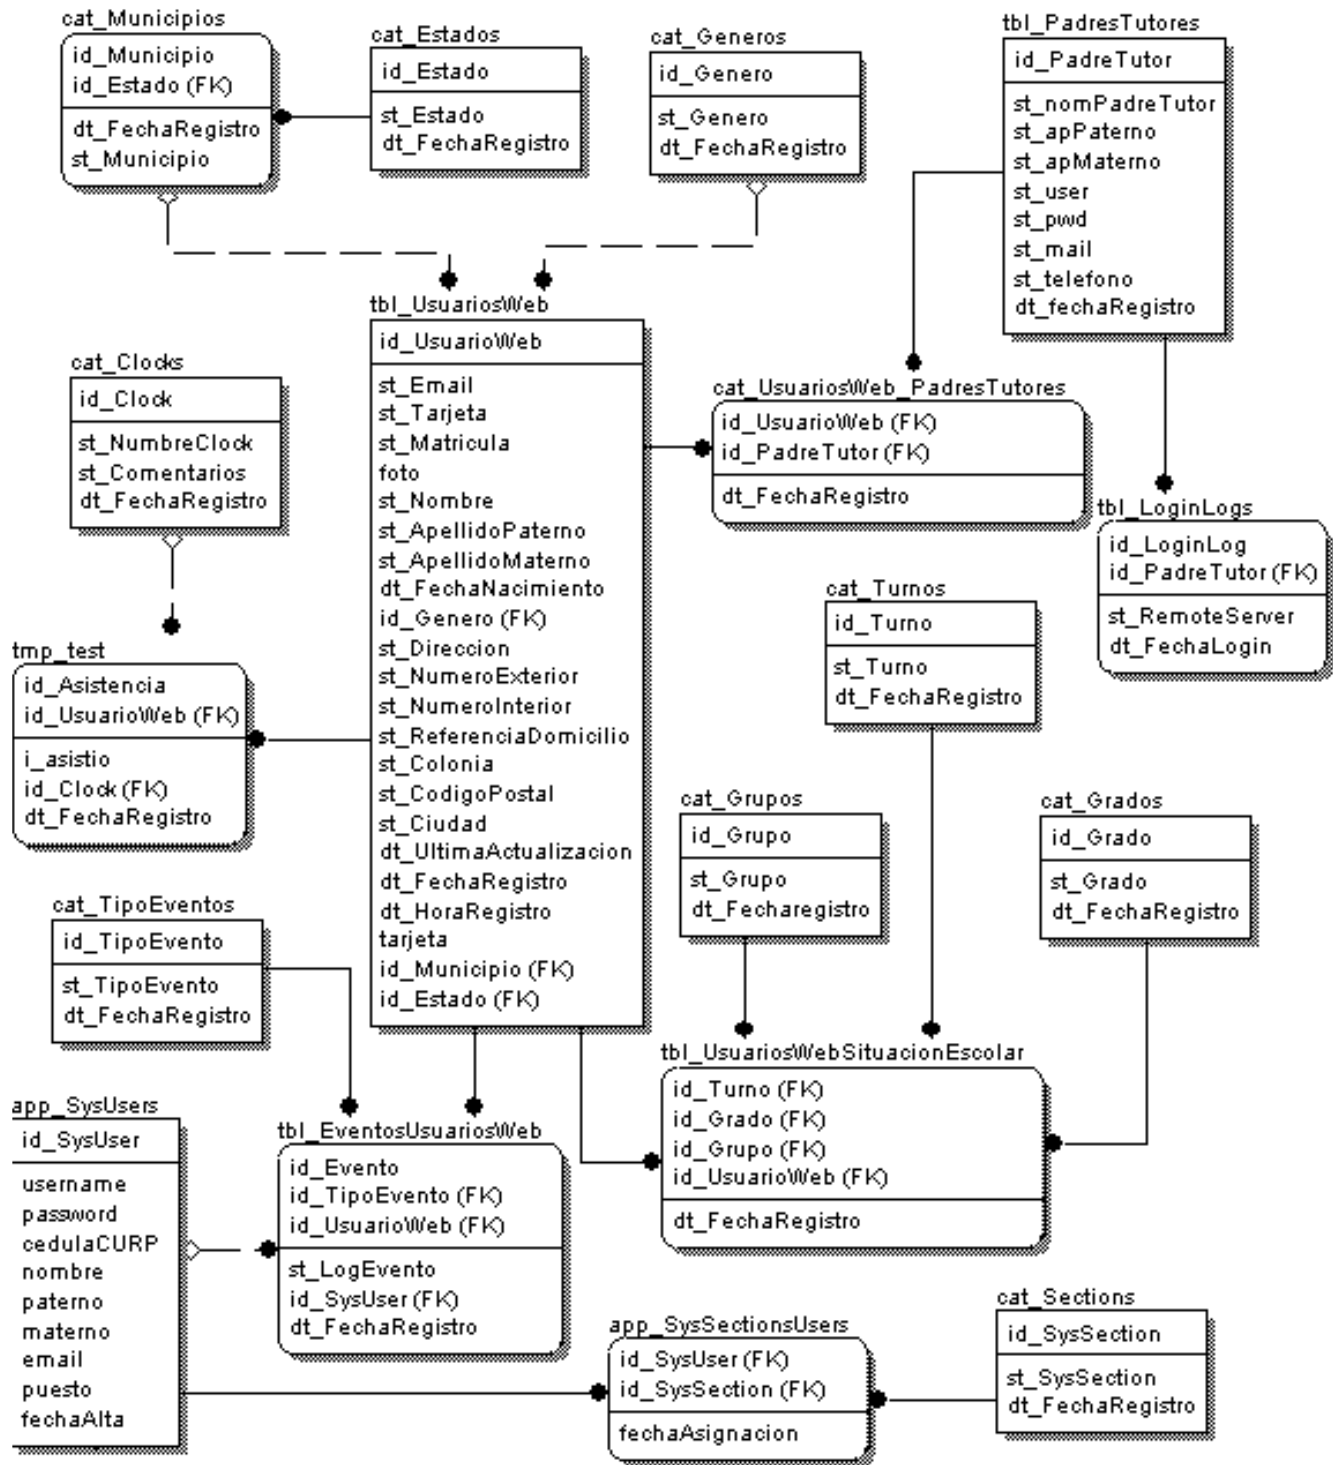 cat_Municipios
id_Municipio
id_Estado (FK)
dt_FechaRegistro
st_Municipio
cat_Estados
id_Estado
st_Estado
dt_FechaRegistro
cat_Generos
id_Genero
st_Genero
dt_FechaRegistro
tbl_PadresTutores
id_PadreTutor
st_nomPadreTutor
st_apPaterno
st_apMaterno
st_user
st_pwd
st_mail
st_telefono
dt_fechaRegistro
tbl_UsuariosWeb
id_UsuarioWeb
st_Email
st_Tarjeta
st_Matricula
foto
st_Nombre
st_ApellidoPaterno
st_ApellidoMaterno
dt_FechaNacimiento
id_Genero (FK)
st_Direccion
st_NumeroExterior
st_NumeroInterior
st_ReferenciaDomicilio
st_Colonia
st_CodigoPostal
st_Ciudad
dt_UltimaActualizacion
dt_FechaRegistro
dt_HoraRegistro
tarjeta
id_Municipio (FK)
id_Estado (FK)
cat_Clocks
id_Clock
st_NumbreClock
st_Comentarios
dt_FechaRegistro
cat_UsuariosWeb_PadresTutores
id_UsuarioWeb (FK)
id_PadreTutor (FK)
dt_FechaRegistro
tbl_LoginLogs
id_LoginLog
id_PadreTutor (FK)
st_RemoteServer
dt_FechaLogin
cat_Turnos
id_Turno
st_Turno
dt_FechaRegistro
tmp_test
id_Asistencia
id_UsuarioWeb (FK)
i_asistio
id_Clock (FK)
dt_FechaRegistro
cat_Grupos
id_Grupo
st_Grupo
dt_Fecharegistro
cat_Grados
id_Grado
st_Grado
dt_FechaRegistro
cat_TipoEventos
id_TipoEvento
st_TipoEvento
dt_FechaRegistro
tbl_UsuariosWebSituacionEscolar
id_Turno (FK)
id_Grado (FK)
id_Grupo (FK)
id_UsuarioWeb (FK)
dt_FechaRegistro
app_SysUsers
id_SysUser
username
password
cedulaCURP
nombre
paterno
materno
email
puesto
fechaAlta
tbl_EventosUsuariosWeb
id_Evento
id_TipoEvento (FK)
id_UsuarioWeb (FK)
st_LogEvento
id_SysUser (FK)
dt_FechaRegistro
app_SysSectionsUsers
id_SysUser (FK)
id_SysSection (FK)
fechaAsignacion
cat_Sections
id_SysSection
st_SysSection
dt_FechaRegistro